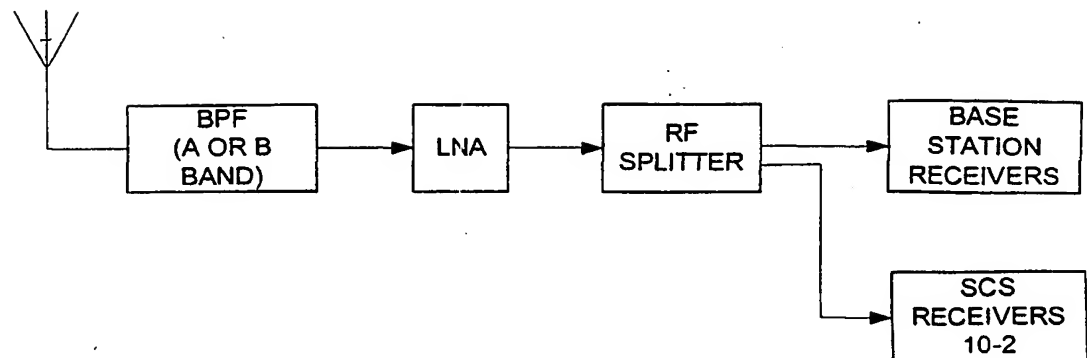 BPF
(A OR B
BAND)
LNA
RF
SPLITTER
BASE
STATION
RECEIVERS
SCS
RECEIVERS
10-2